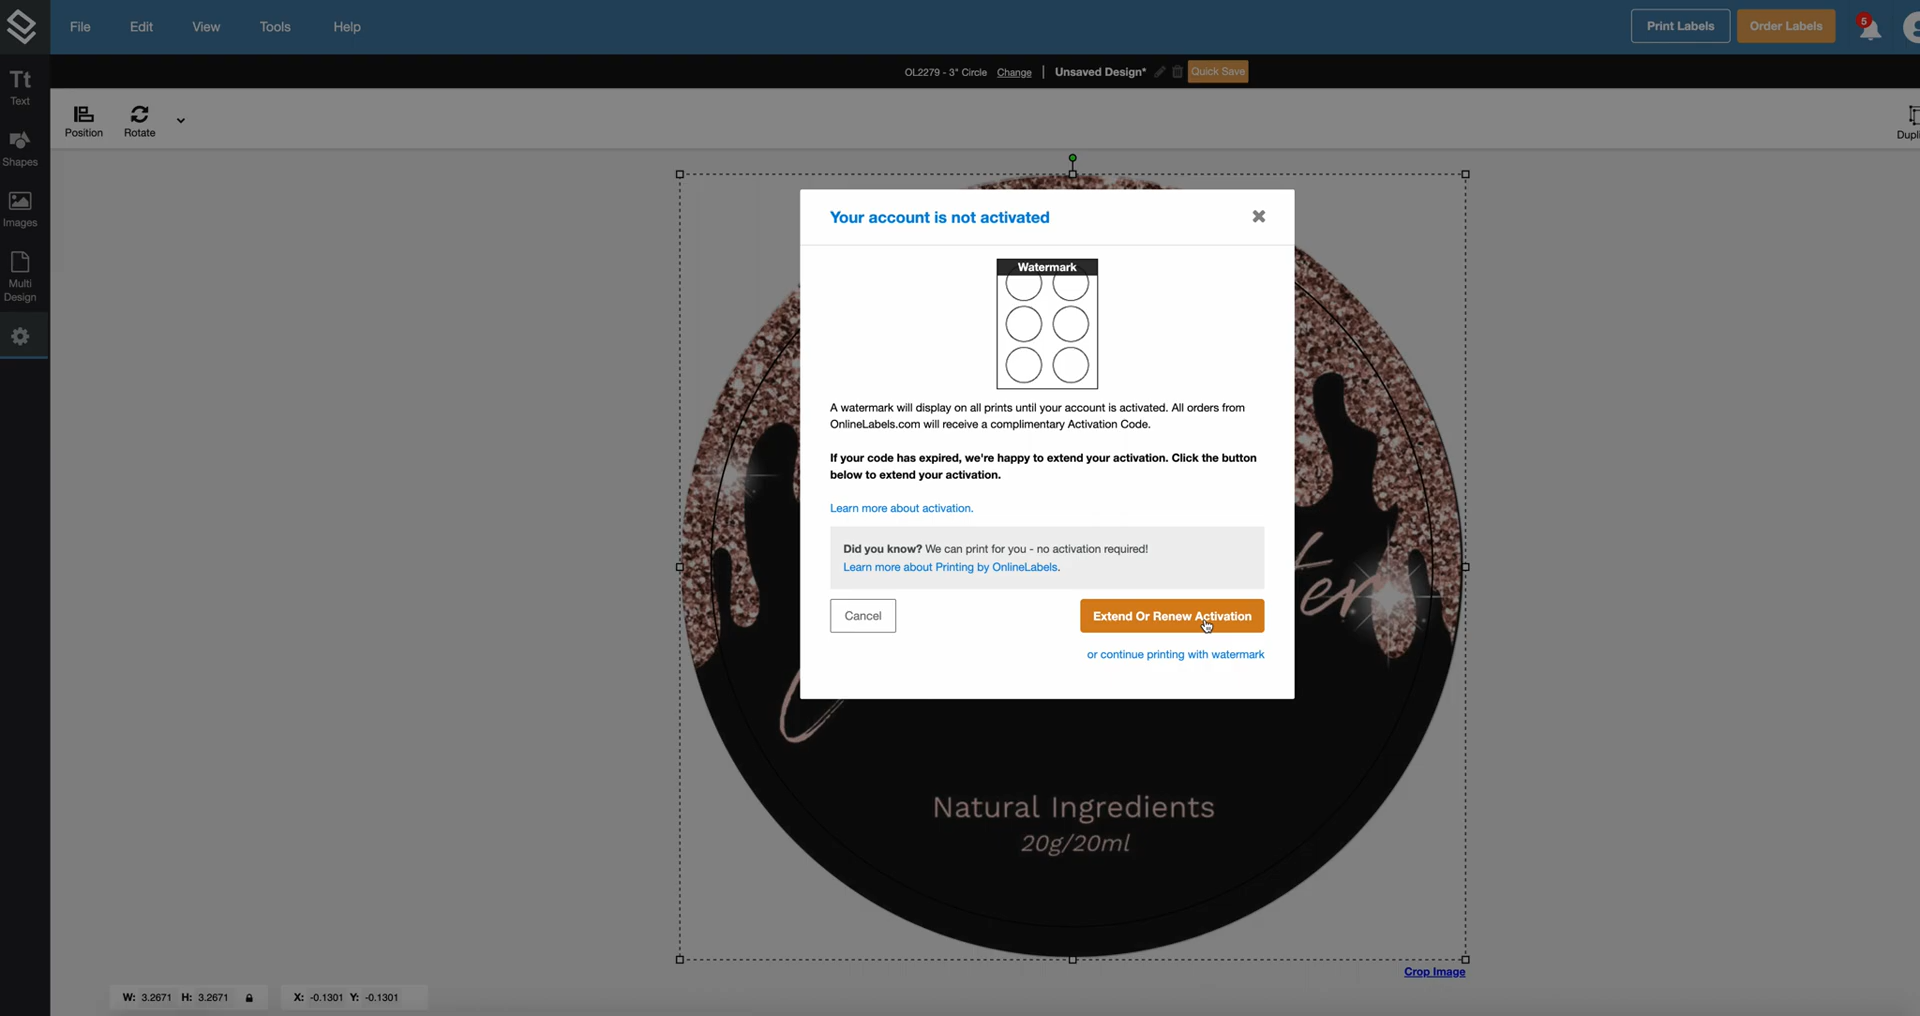 File Edit View Tools Help
Print Labels Order Labels 5
OL2279 - 3" Circle Change | Unsaved Design* Quick Save
Tt
Text
Shapes
Images
Multi
Design
Position Rotate
Your account is not activated
Watermark
A watermark will display on all prints until your account is activated. All orders from
OnlineLabels.com will receive a complimentary Activation Code.
If your code has expired, we're happy to extend your activation. Click the button
below to extend your activation.
Learn more about activation.
Did you know? We can print for you - no activation required!
Learn more about Printing by OnlineLabels.
Cancel Extend Or Renew Activation
or continue printing with watermark
Natural Ingredients
20g/20ml
Crop Image
W: 3.2671 H: 3.2671 X: -0.1301 Y: -0.1301